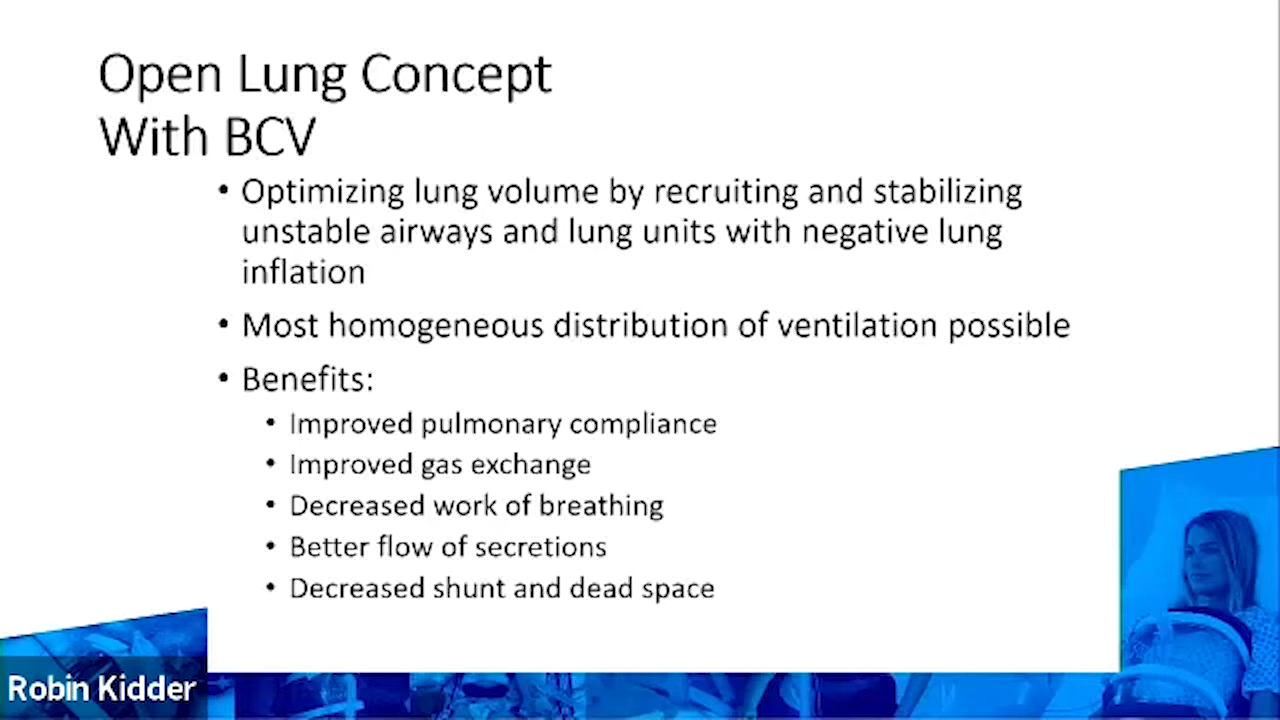 Open Lung Concept
With BCV
• Optimizing lung volume by recruiting and stabilizing
unstable airways and lung units with negative lung
inflation
• Most homogeneous distribution of ventilation possible
• Benefits:
• Improved pulmonary compliance
• Improved gas exchange
• Decreased work of breathing
• Better flow of secretions
• Decreased shunt and dead space
Robin Kidder